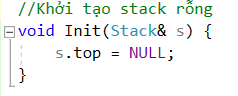 //Khởi tạo stack rỗng
void Init(Stack& s) {
    s.top = NULL;
}